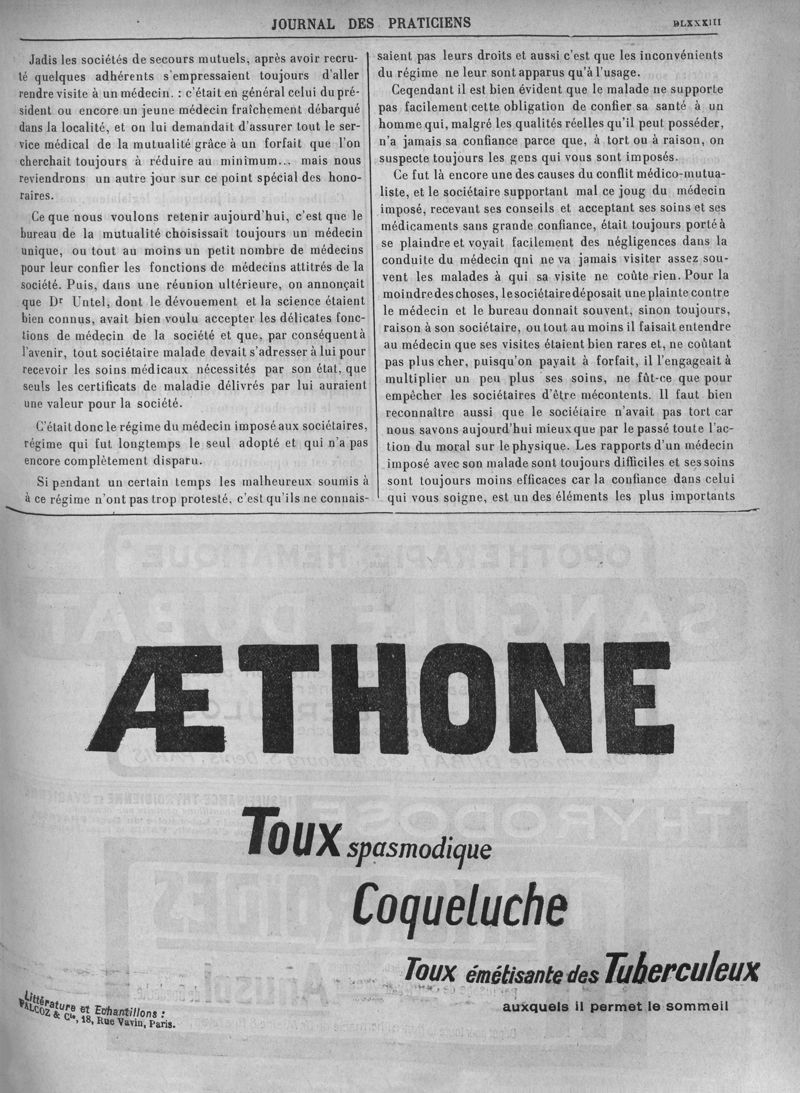 JOURNAL DES PRATICIENS
DLXXXIII
Jadis les sociétés de secours mutuels, après avoir recru-
té quelques adhérents s'empressaient toujours d'aller
rendre visite à un médecin. : c'était en général celui du pré-
sident ou encore un jeune médecin fraîchement débarqué
dans la localité, et on lui demandait d'assurer tout le ser-
vice médical de la mutualité grâce à un forfait que l'on
cherchait toujours à réduire au minimum... mais nous
reviendrons un autre jour sur ce point spécial des hono-
raires.
Ce que nous voulons retenir aujourd'hui, c'est que le
bureau de la mutualité choisissait toujours un médecin
unique, ou tout au moins un petit nombre de médecins
pour leur confier les fonctions de médecins attitrés de la
société. Puis, dans une réunion ultérieure, on annonçait
que Dr Untel, dont le dévouement et la science étaient
bien connus, avait bien voulu accepter les délicates fonc-
tions de médecin de la société et que, par conséquent à
l'avenir, tout sociétaire malade devait s'adresser à lui pour
recevoir les soins médicaux nécessités par son état, que
seuls les certificats de maladie délivrés par lui auraient
une valeur pour la société.
C'était donc le régime du médecin imposé aux sociétaires,
régime qui fut longtemps le seul adopté et qui n'a pas
encore complètement disparu.
Si pendant un certain temps les malheureux soumis à
à ce régime n'ont pas trop protesté, c'est qu'ils ne connais-
saient pas leurs droits et aussi c'est que les inconvénients
du régime ne leur sont apparus qu'à l'usage.
Ceqendant il est bien évident que le malade ne supporte
pas facilement cette obligation de confier sa santé à un
homme qui, malgré les qualités réelles qu'il peut posséder,
n'a jamais sa confiance parce que, à tort ou à raison, on
suspecte toujours les gens qui vous sont imposés.
Ce fut là encore une des causes du conflit médico-mutua-
liste, et le sociétaire supportant mal ce joug du médecin
imposé, recevant ses conseils et acceptant ses soins et ses
médicaments sans grande confiance, était toujours porté à
se plaindre et voyait facilement des négligences dans la
conduite du médecin qni ne va jamais visiter assez sou-
vent les malades à qui sa visite ne coûte rien. Pour la
moindre des choses, le sociétaire déposait une plainte contre
le médecin et le bureau donnait souvent, sinon toujours,
raison à son sociétaire, ou tout au moins il faisait entendre
au médecin que ses visites étaient bien rares et, ne coûtant
pas plus cher, puisqu'on payait à forfait, il l'engageait à
multiplier un peu plus ses soins, ne fût-ce que pour
empêcher les sociétaires d'être mécontents. Il faut bien
reconnaître aussi que le sociétaire n'avait pas tort car
nous savons aujourd'hui mieux que par le passé toute l'ac-
tion du moral sur le physique. Les rapports d'un médecin
imposé avec son malade sont toujours difficiles et ses soins
sont toujours moins efficaces car la confiance dans celui
qui vous soigne, est un des éléments les plus importants
ÆTHONE
Toux spasmodique
Coqueluche
Toux émétisante des Tuberculeux
auxquels il permet le sommeil
Littérature et Echantillons :
FALCOZ & Cie, 18, Rue Vavin, Paris.